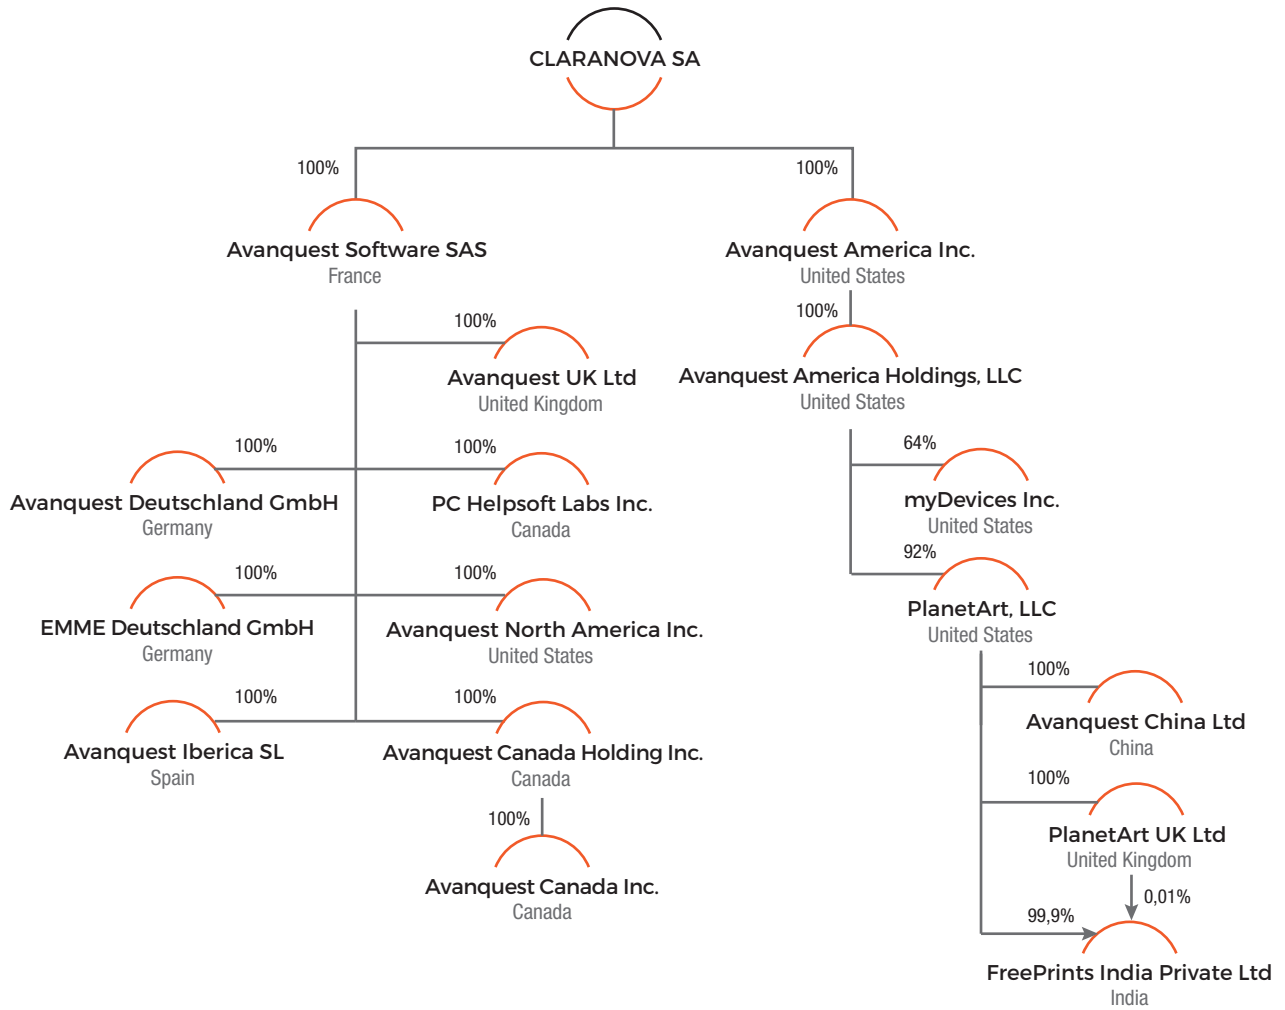 CLARANOVA SA
100%
100%
Avanquest Software SAS
France
Avanquest America Inc.
United States
100%
100%
Avanquest UK Ltd
United Kingdom
Avanquest America Holdings, LLC
United States
100%
100%
64%
Avanquest Deutschland GmbH
Germany
PC Helpsoft Labs Inc.
Canada
myDevices Inc.
United States
92%
100%
100%
EMME Deutschland GmbH
Germany
Avanquest North America Inc.
United States
PlanetArt, LLC
United States
100%
100%
100%
Avanquest Iberica SL
Spain
Avanquest Canada Holding Inc.
Canada
Avanquest China Ltd
China
100%
100%
Avanquest Canada Inc.
Canada
PlanetArt UK Ltd
United Kingdom
0,01%
99,9%
FreePrints India Private Ltd
India